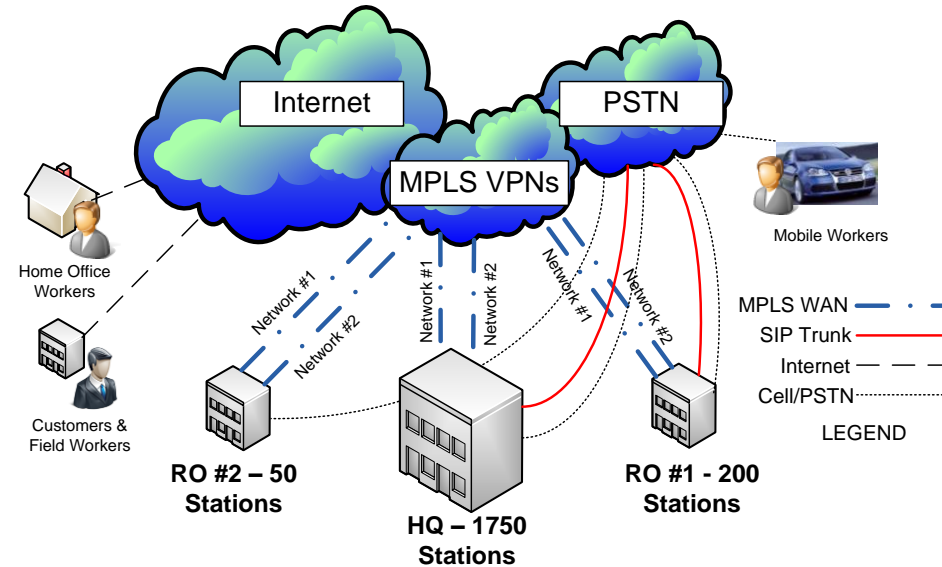 Internet
PSTN
MPLS VPNs
Home Office
Workers
Customers &
Field Workers
Mobile Workers
Network #1
Network #2
Network #1
Network #2
Network #1
Network #2
MPLS WAN
SIP Trunk
Internet
Cell/PSTN
LEGEND
RO #2 – 50
Stations
HQ – 1750
Stations
RO #1 - 200
Stations